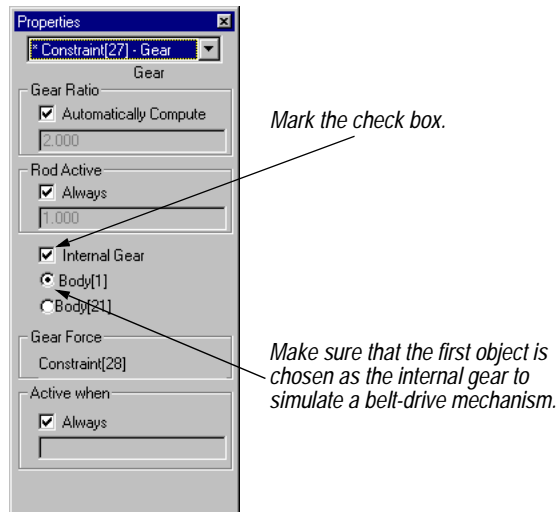 Properties
* Constraint[27] - Gear
Gear
Gear Ratio
Automatically Compute
2.000
Mark the check box.
Rod Active
Always
1.000
Internal Gear
Body[1]
Body[21]
Gear Force
Constraint[28]
Make sure that the first object is
chosen as the internal gear to
simulate a belt-drive mechanism.
Active when
Always